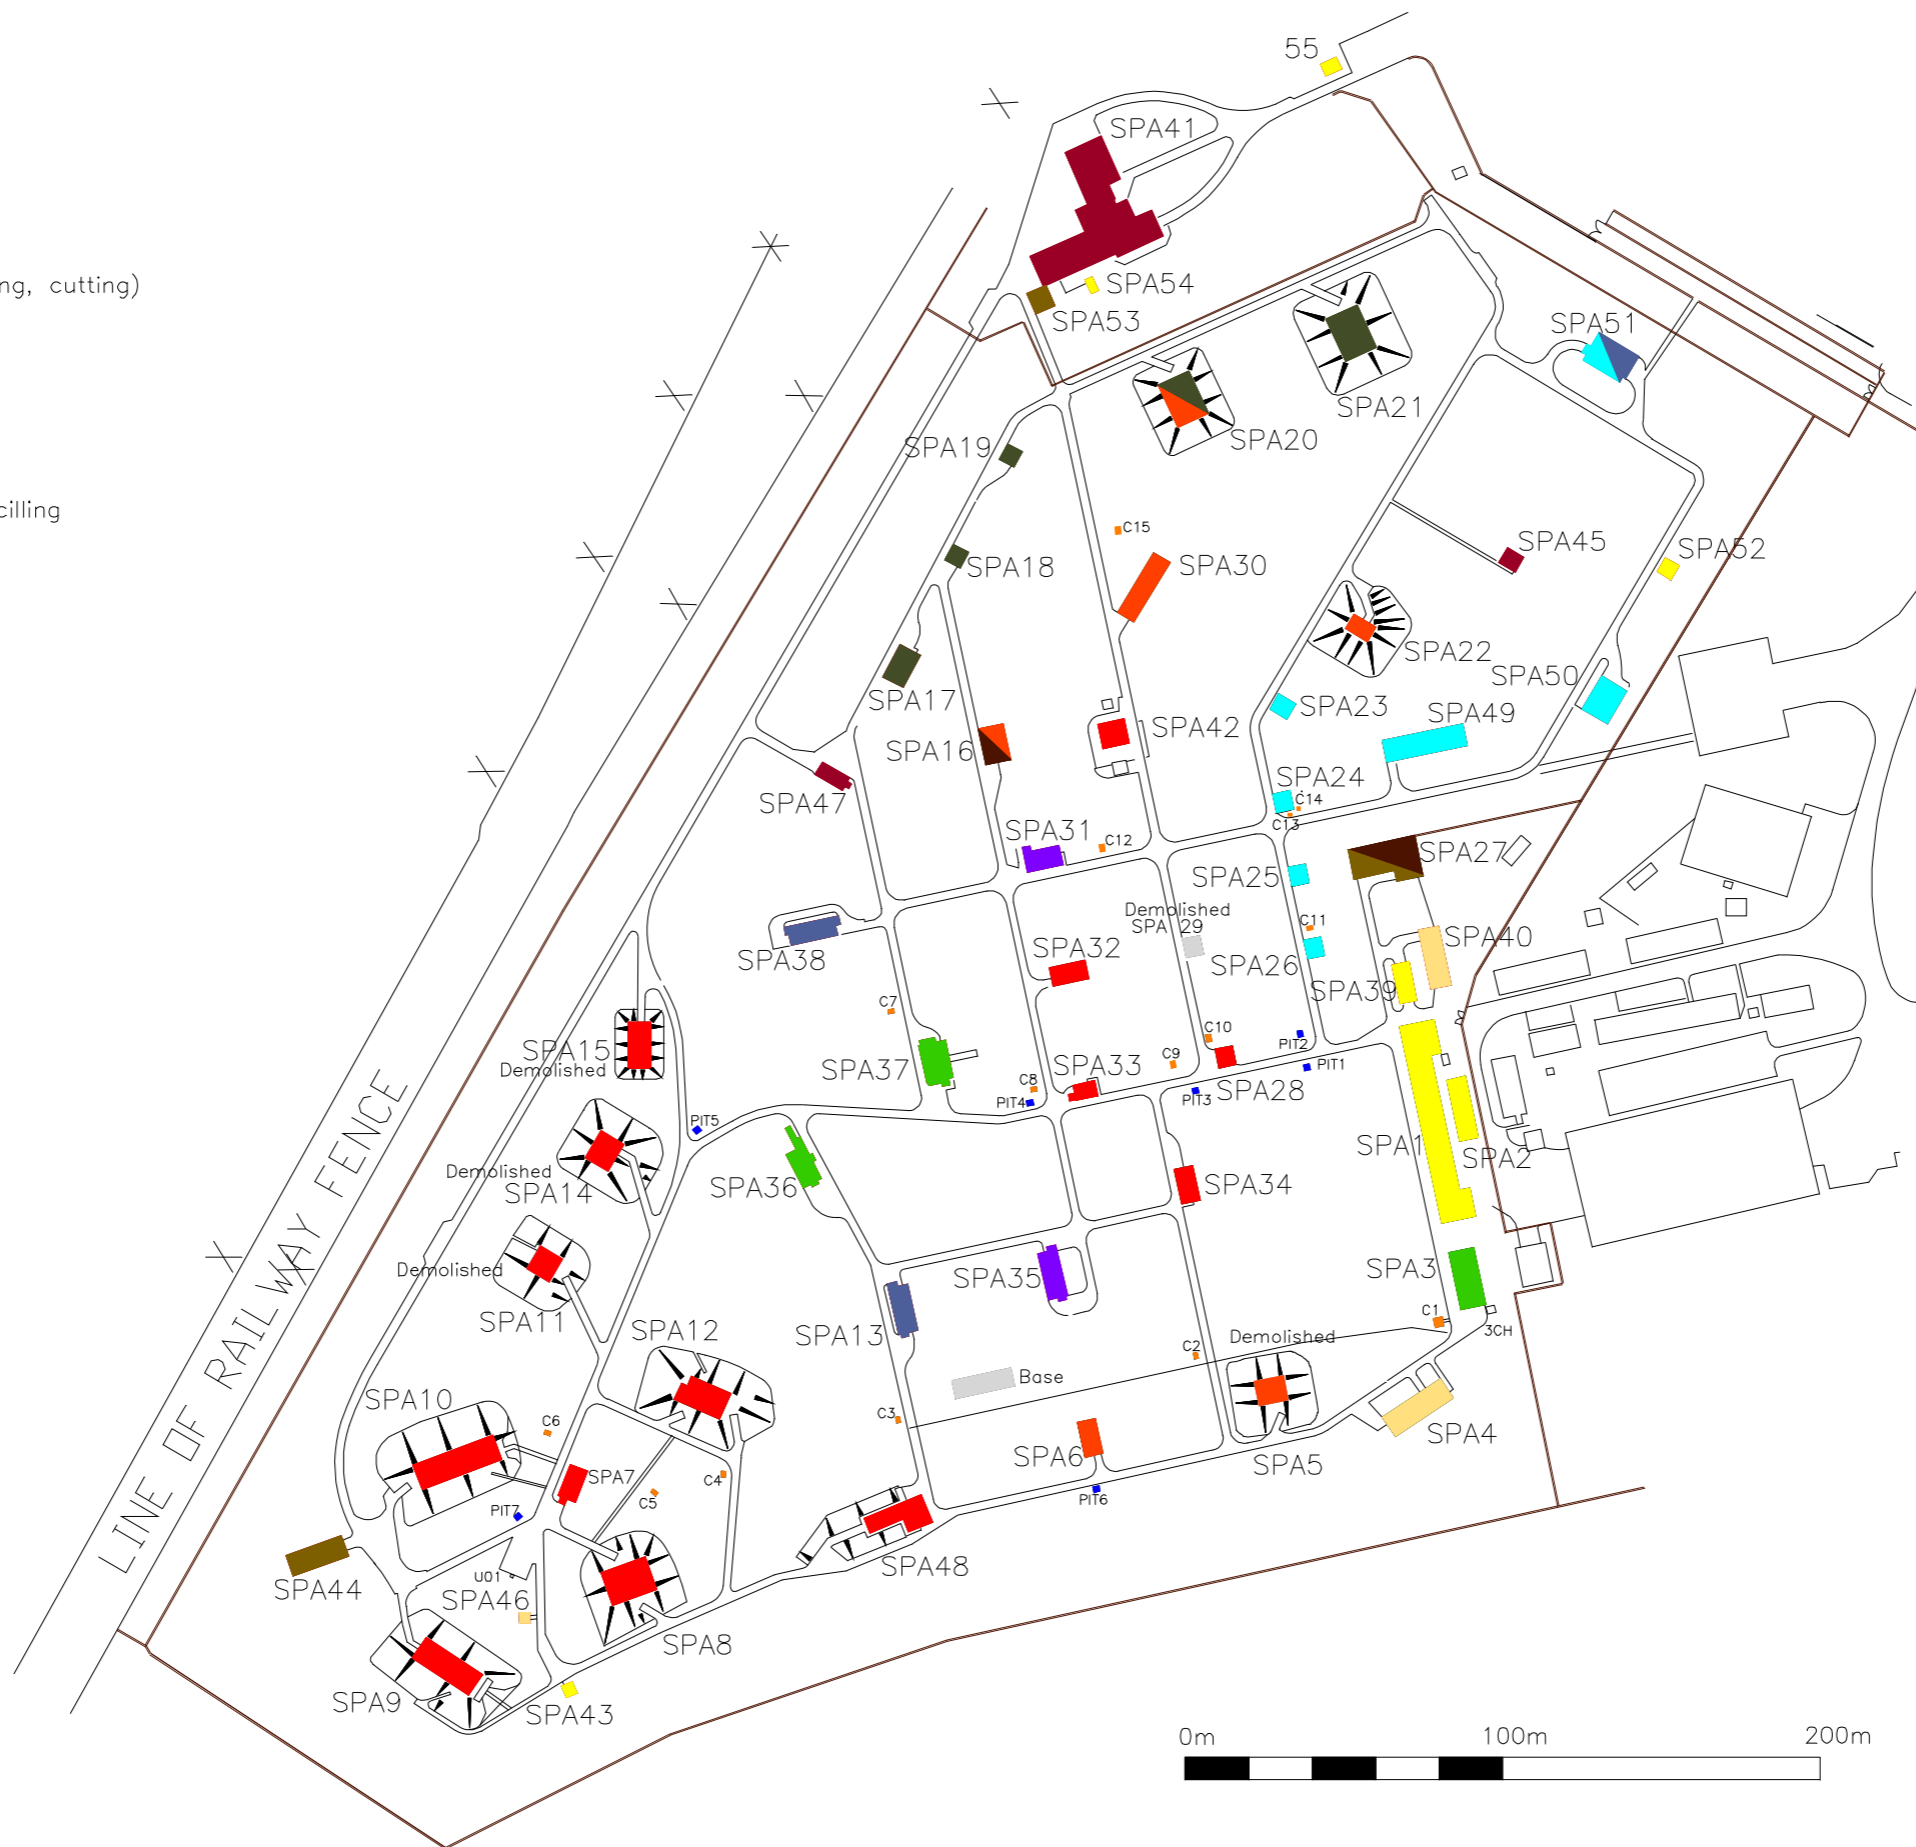 55
SPA41
ng, cutting)
SPA54
SPA53
SPA51
SPA21
SPA20
SPA19
cilling
C15
SPA45
SPA52
SPA30
SPA18
SPA22
SPA50
SPA17
SPA23
SPA49
SPA42
SPA16
SPA24
SPA47
C14
C13
SPA31
C12
SPA27
SPA25
Demolished
SPA 29
C11
SPA40
SPA38
SPA32
SPA26
SPA39
C7
C10
PIT2
SPA15
Demolished
SPA37
SPA33
C9
PIT1
C8
PIT4
PIT3
SPA28
PIT5
SPA1
SPA2
Demolished
SPA14
SPA36
SPA34
LINE OF RAILWAY FENCE
Demolished
SPA11
SPA35
SPA3
C1
3CH
SPA12
SPA13
C2
Demolished
Base
SPA10
C6
C3
SPA6
SPA5
SPA4
SPA7
C4
C5
PIT7
PIT6
SPA44
U01
SPA46
SPA48
SPA8
SPA9
SPA43
0m
100m
200m